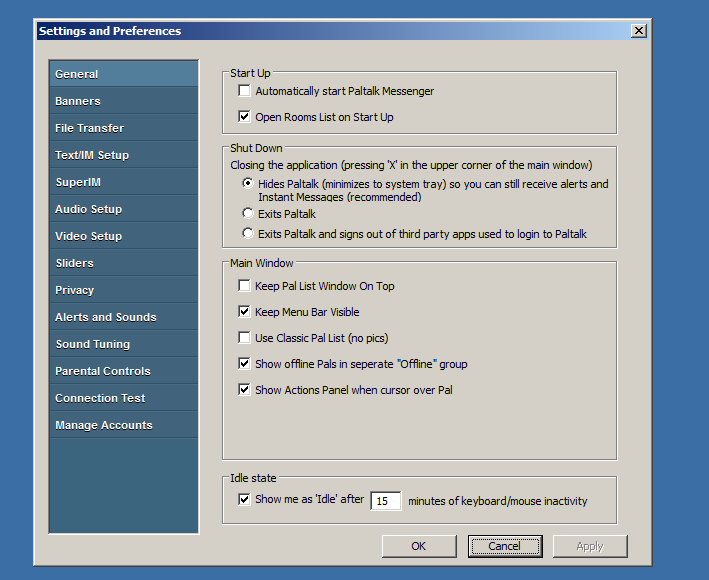 Settings and Preferences
General
Banners
File Transfer
Text/IM Setup
SuperIM
Audio Setup
Video Setup
Sliders
Privacy
Alerts and Sounds
Sound Tuning
Parental Controls
Connection Test
Manage Accounts
Start Up
Automatically start Paltalk Messenger
Open Rooms List on Start Up
Shut Down
Closing the application (pressing 'X' in the upper corner of the main window)
Hides Paltalk (minimizes to system tray) so you can still receive alerts and
Instant Messages (recommended)
Exits Paltalk
Exits Paltalk and signs out of third party apps used to login to Paltalk
Main Window
Keep Pal List Window On Top
Keep Menu Bar Visible
Use Classic Pal List (no pics)
Show offline Pals in seperate "Offline" group
Show Actions Panel when cursor over Pal
Idle state
Show me as 'Idle' after 15 minutes of keyboard/mouse inactivity
OK Cancel Apply